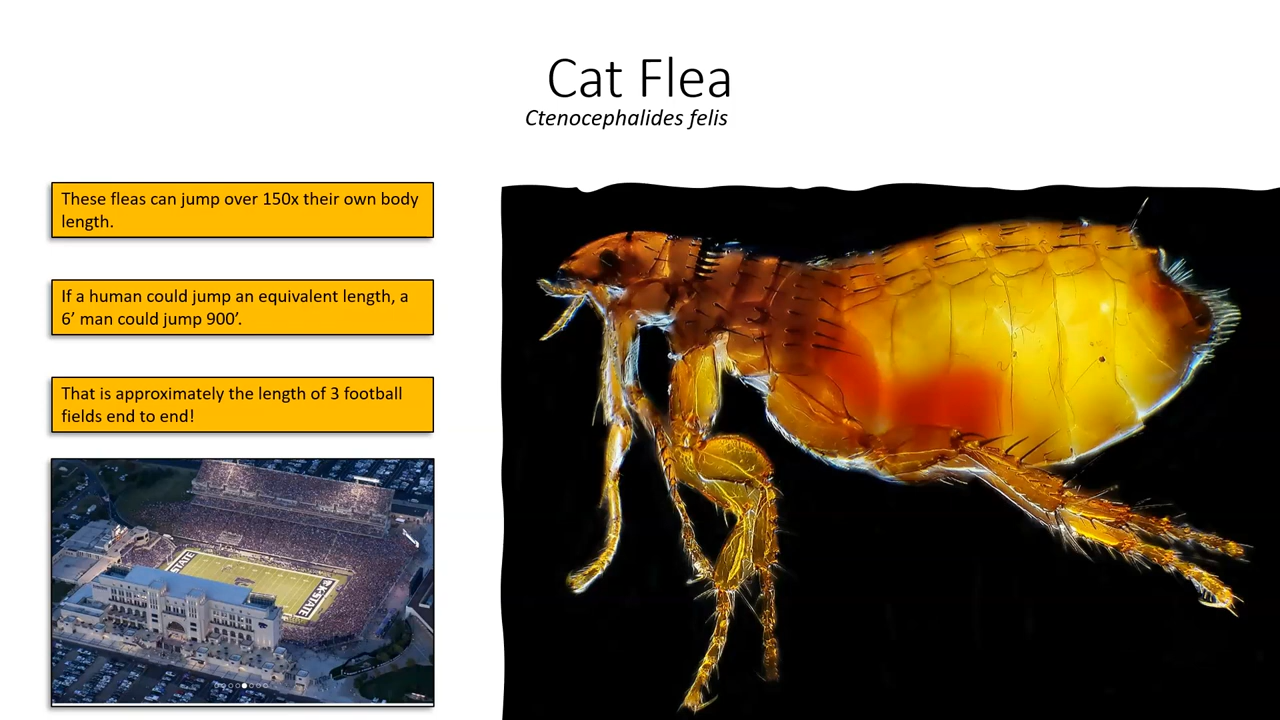 Cat Flea
Ctenocephalides felis
These fleas can jump over 150x their own body
length.
If a human could jump an equivalent length, a
6’ man could jump 900’.
That is approximately the length of 3 football
fields end to end!
STATE
K-STATE